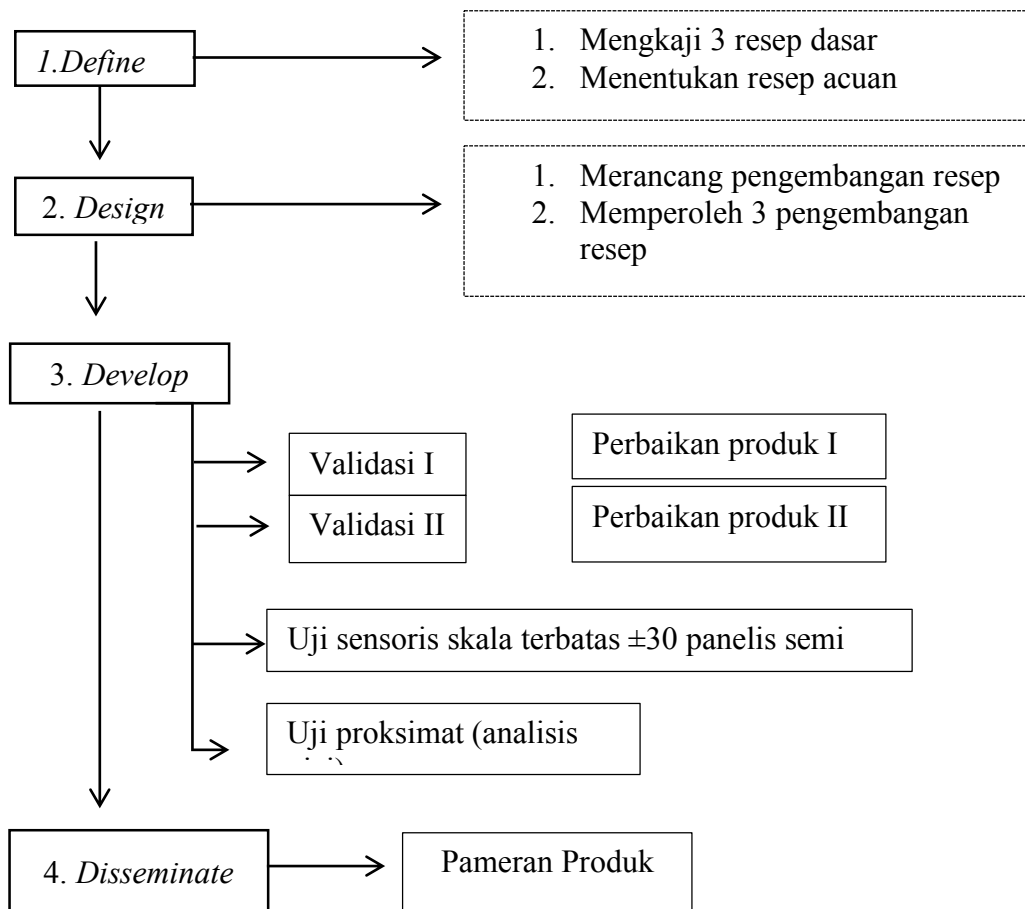 1.Define
1. Mengkaji 3 resep dasar
2. Menentukan resep acuan
2. Design
1. Merancang pengembangan resep
2. Memperoleh 3 pengembangan
resep
3. Develop
Validasi I
Perbaikan produk I
Validasi II
Perbaikan produk II
Uji sensoris skala terbatas ±30 panelis semi
Uji proksimat (analisis
4. Disseminate
Pameran Produk